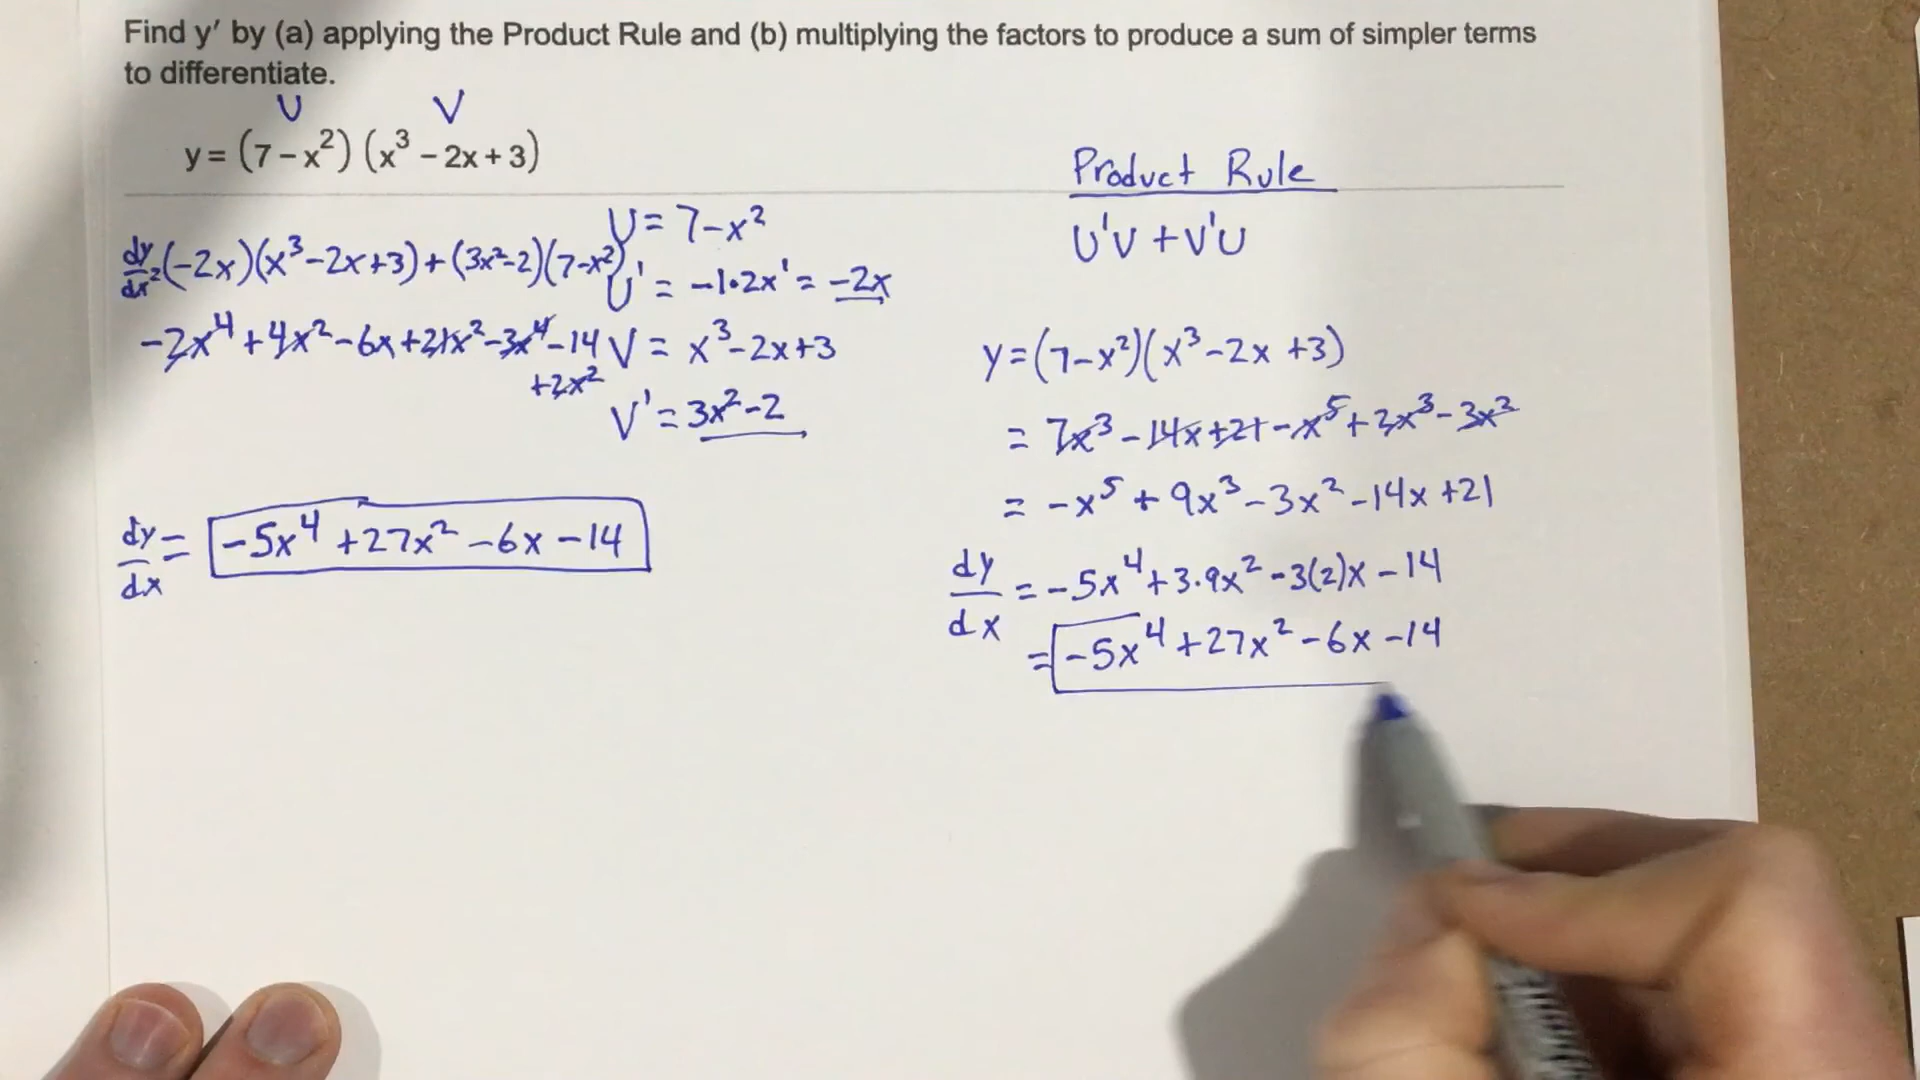 Find y′ by (a) applying the Product Rule and (b) multiplying the factors to produce a sum of simpler terms
to differentiate.
U V
y = (7 − x²) (x³ − 2x + 3)
dy/dx = (-2x)(x³-2x+3)+(3x²-2)(7-x²)
-2x⁴+4x²-6x+21x²-3x⁴-14
+2x²
dy/dx = -5x⁴+27x²-6x-14
U = 7-x²
U' = -1·2x' = -2x
V = x³-2x+3
V' = 3x²-2
Product Rule
U'V+V'U
y=(7-x²)(x³-2x+3)
= 7x³-14x+21-x⁵+2x³-3x²
= -x⁵+9x³-3x²-14x+21
dy/dx = -5x⁴+3·9x²-3(2)x-14
= -5x⁴+27x²-6x-14